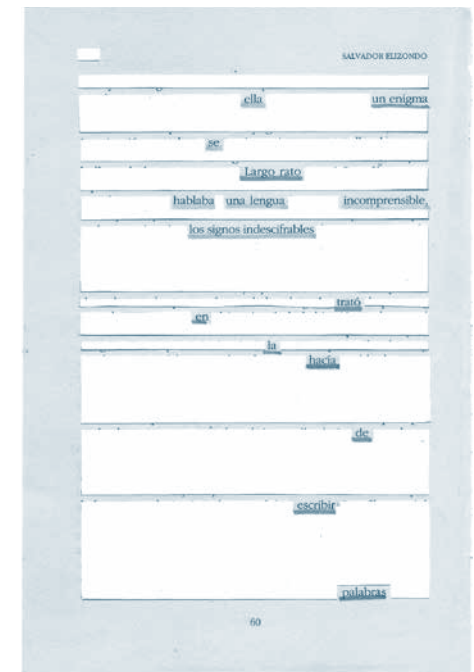 SALVADOR ELIZONDO
ella un enigma
se
Largo rato
hablaba una lengua incomprensible,
los signos indescifrables
trató
en
la
hacía
de
escribir
palabras
60